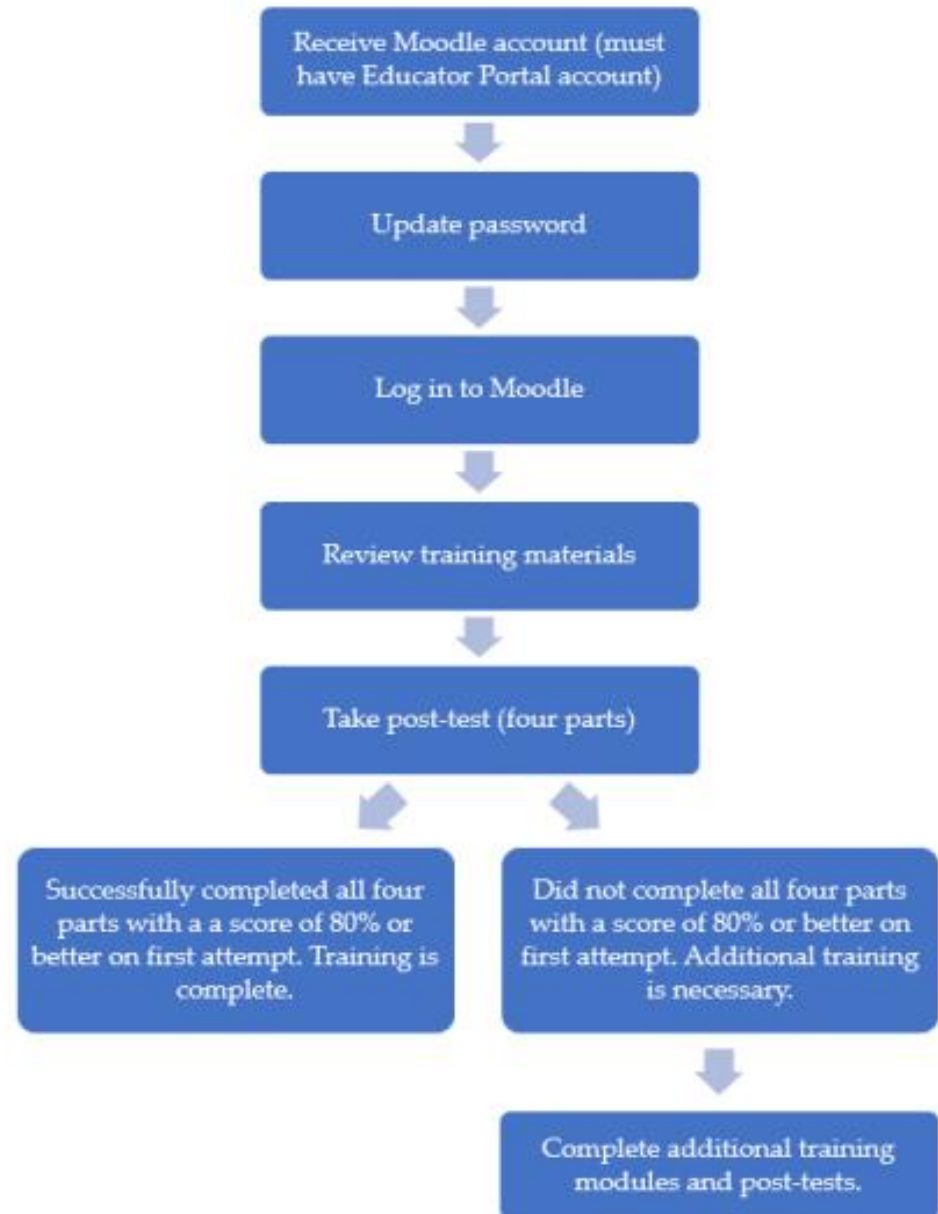 Receive Moodle account (must
have Educator Portal account)
Update password
Log in to Moodle
Review training materials
Take post-test (four parts)
Successfully completed all four
parts with a a score of 80% or
better on first attempt. Training is
complete.
Did not complete all four parts
with a score of 80% or better on
first attempt. Additional training
is necessary.
Complete additional training
modules and post-tests.